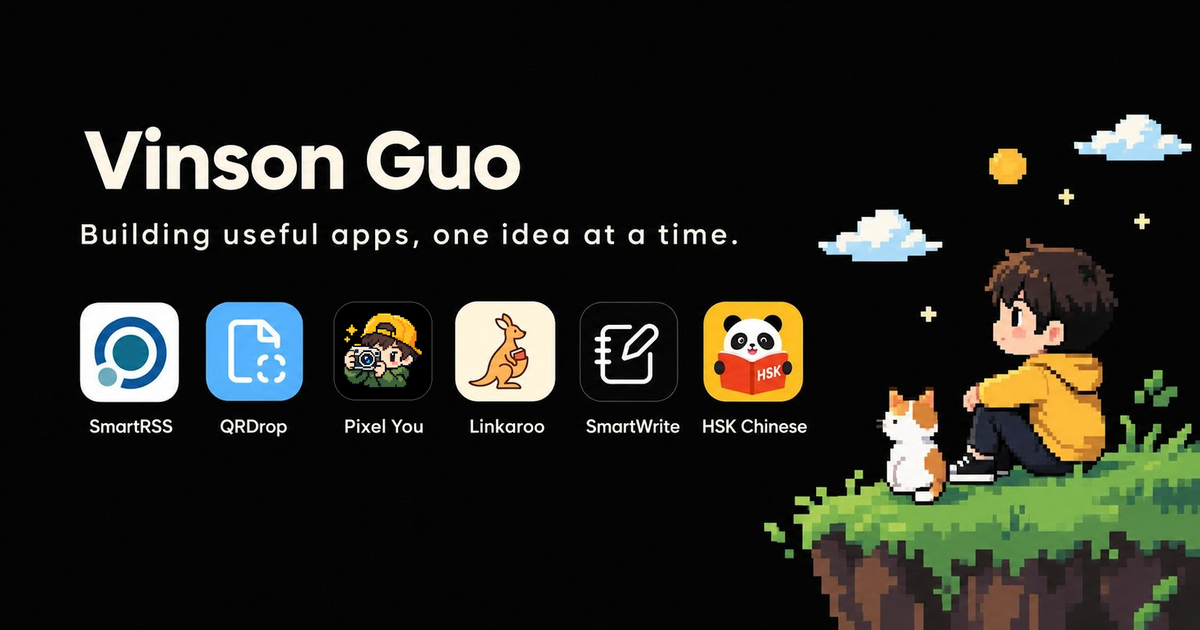 Vinson Guo
Building useful apps, one idea at a time.
HSK
SmartRSS QRDrop Pixel You Linkaroo SmartWrite HSK Chinese